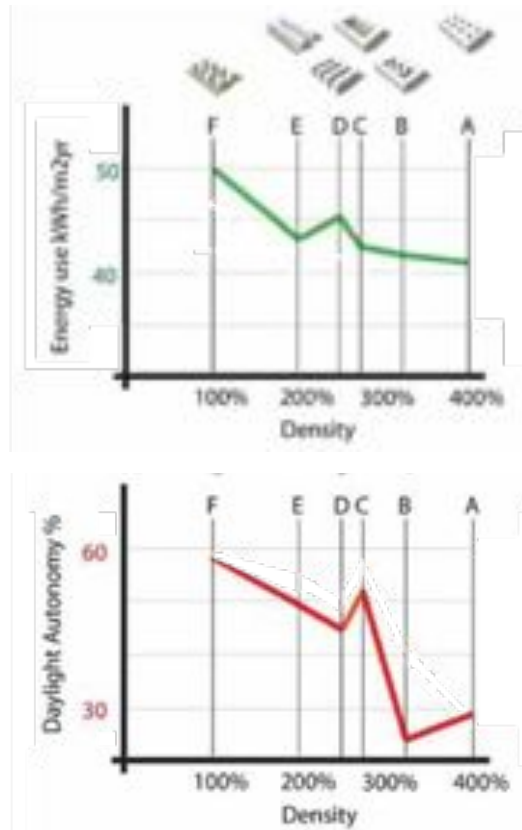 F E D C B A
Energy use kWh/m2yr
50
40
100% 200% 300% 400%
Density
F E D C B A
Daylight Autonomy %
60
30
100% 200% 300% 400%
Density